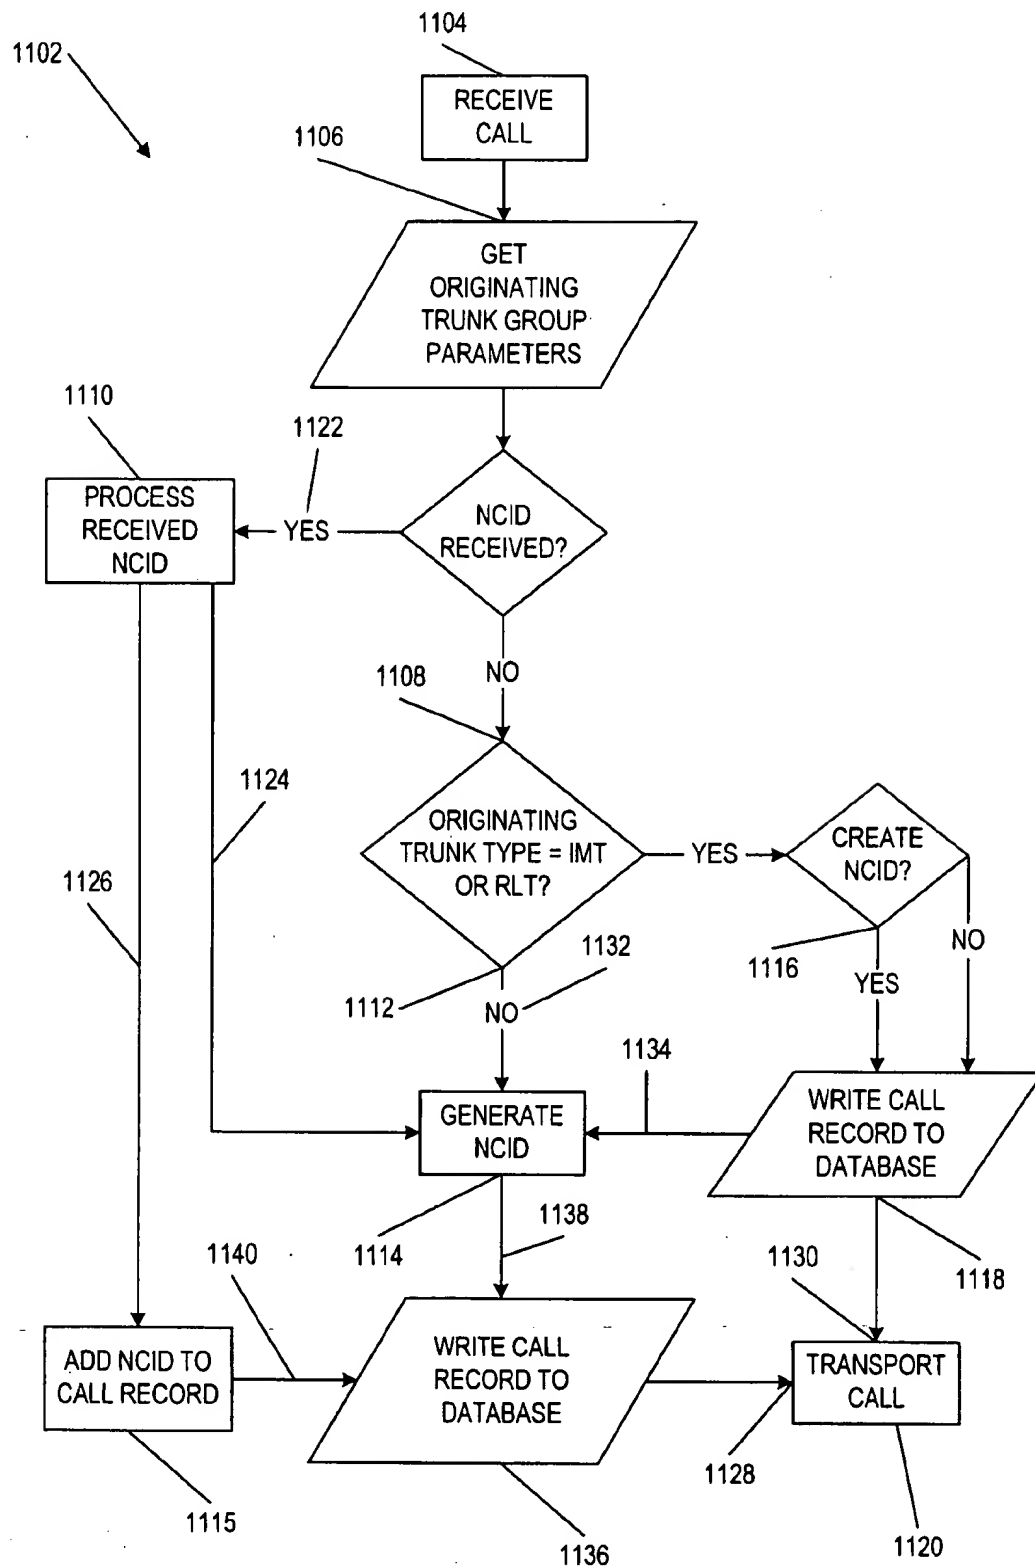 1104
1102
RECEIVE
CALL
1106
GET
ORIGINATING
TRUNK GROUP
PARAMETERS
1110
1122
PROCESS
RECEIVED
NCID
YES
NCID
RECEIVED?
NO
1108
1124
ORIGINATING
TRUNK TYPE = IMT
OR RLT?
YES
CREATE
NCID?
1126
1132
1112
NO
1116
YES
NO
1134
GENERATE
NCID
WRITE CALL
RECORD TO
DATABASE
1138
1114
1140
1130
1118
ADD NCID TO
CALL RECORD
WRITE CALL
RECORD TO
DATABASE
TRANSPORT
CALL
1128
1115
1136
1120